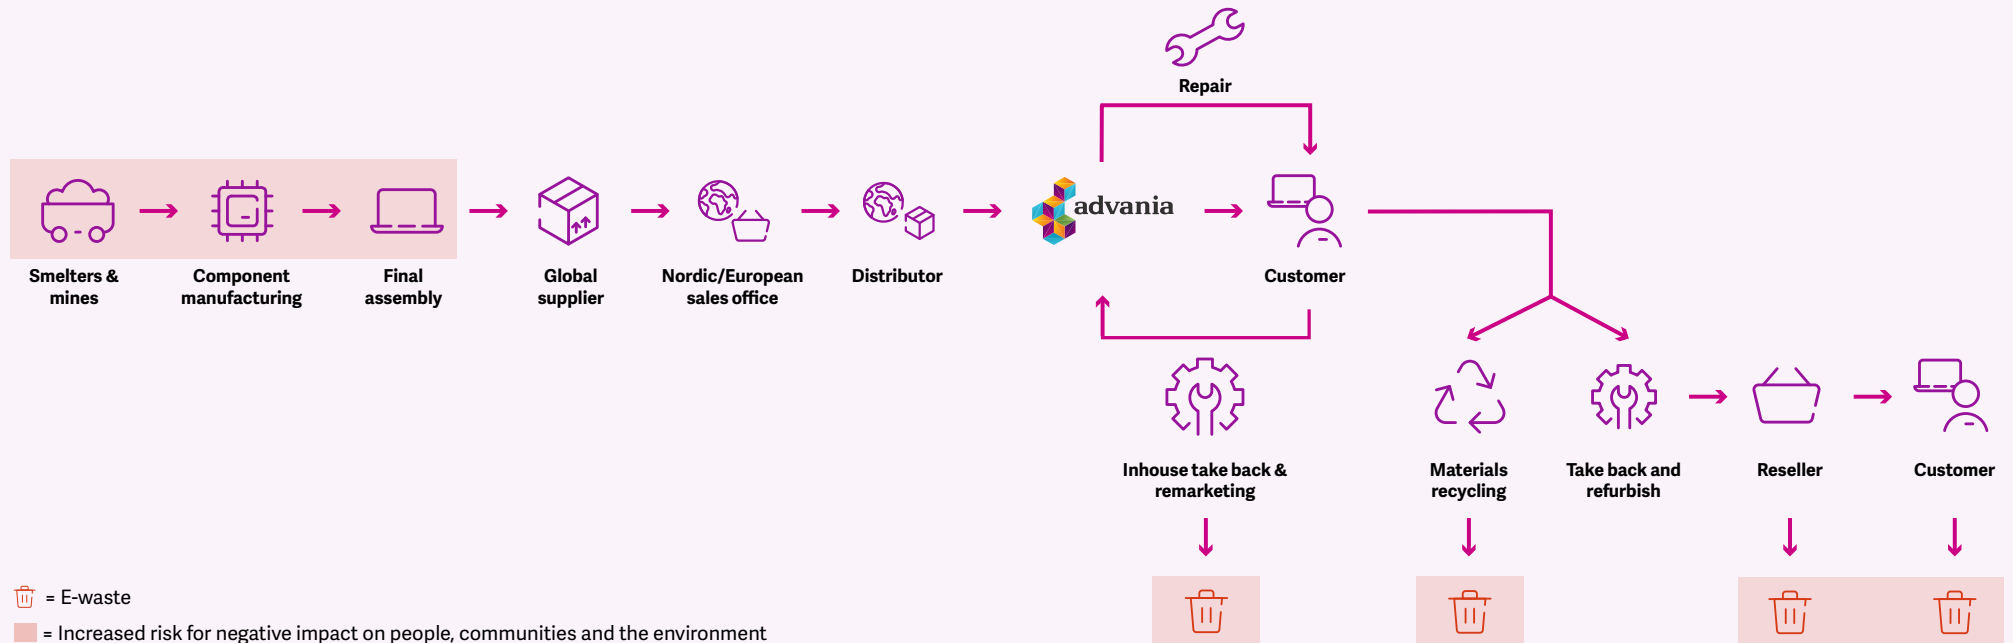 Repair
advania
Smelters &
mines
Component
manufacturing
Final
assembly
Global
supplier
Nordic/European
sales office
Distributor
Customer
Inhouse take back &
remarketing
Materials
recycling
Take back and
refurbish
Reseller
Customer
= E-waste
= Increased risk for negative impact on people, communities and the environment